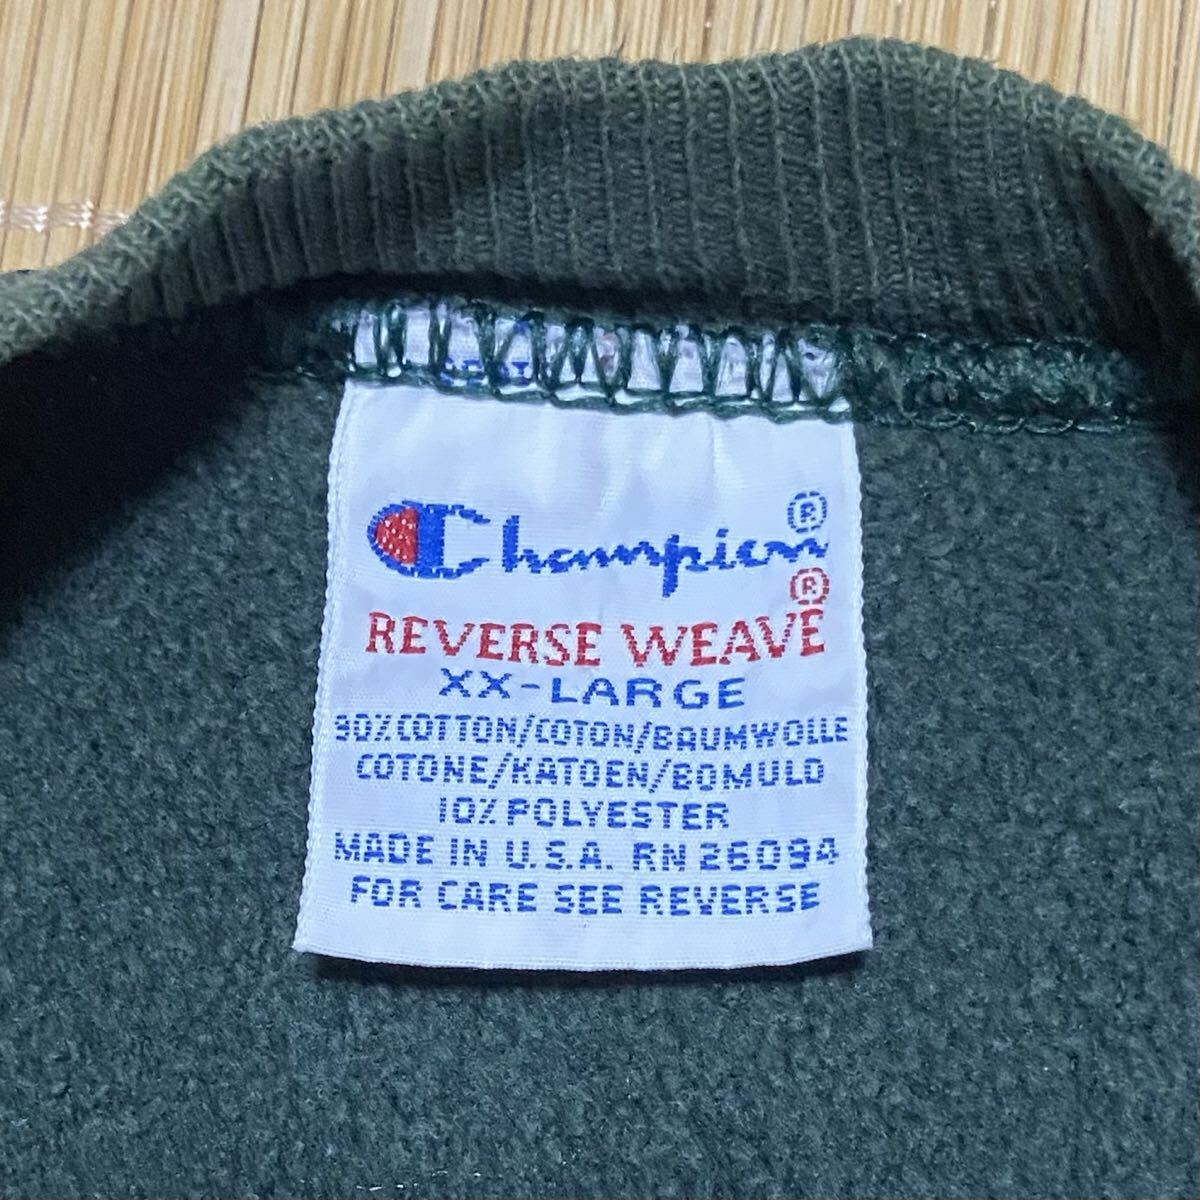 Champion®
REVERSE WEAVE®
XX-LARGE
90% COTTON/COTON/BAUMWOLLE
COTONE/KATOEN/BOMULD
10% POLYESTER
MADE IN U.S.A. RN 26094
FOR CARE SEE REVERSE